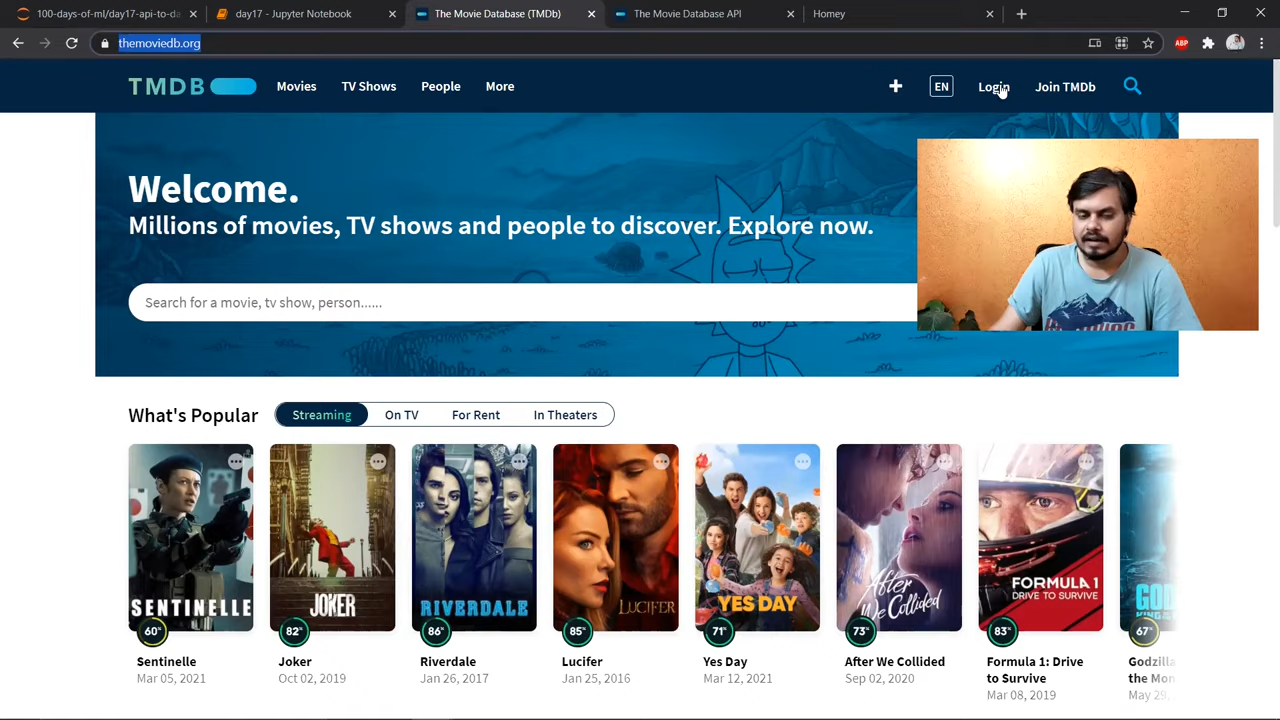 100-days-of-ml/day17-api-to-da
day17 - Jupyter Notebook
The Movie Database (TMDb)
The Movie Database API
Homey
themoviedb.org
ABP
TMDB
Movies
TV Shows
People
More
EN
Login
Join TMDb
Welcome.
Millions of movies, TV shows and people to discover. Explore now.
Search for a movie, tv show, person......
What's Popular
Streaming
On TV
For Rent
In Theaters
SENTINELLE
JOKER
RIVERDALE
LUCIFER
YES DAY
After We Collided
FORMULA 1
DRIVE TO SURVIVE
60%
82%
86%
85%
71%
73%
83%
67%
Sentinelle
Mar 05, 2021
Joker
Oct 02, 2019
Riverdale
Jan 26, 2017
Lucifer
Jan 25, 2016
Yes Day
Mar 12, 2021
After We Collided
Sep 02, 2020
Formula 1: Drive
to Survive
Mar 08, 2019
Godzilla
the Mon
May 29,